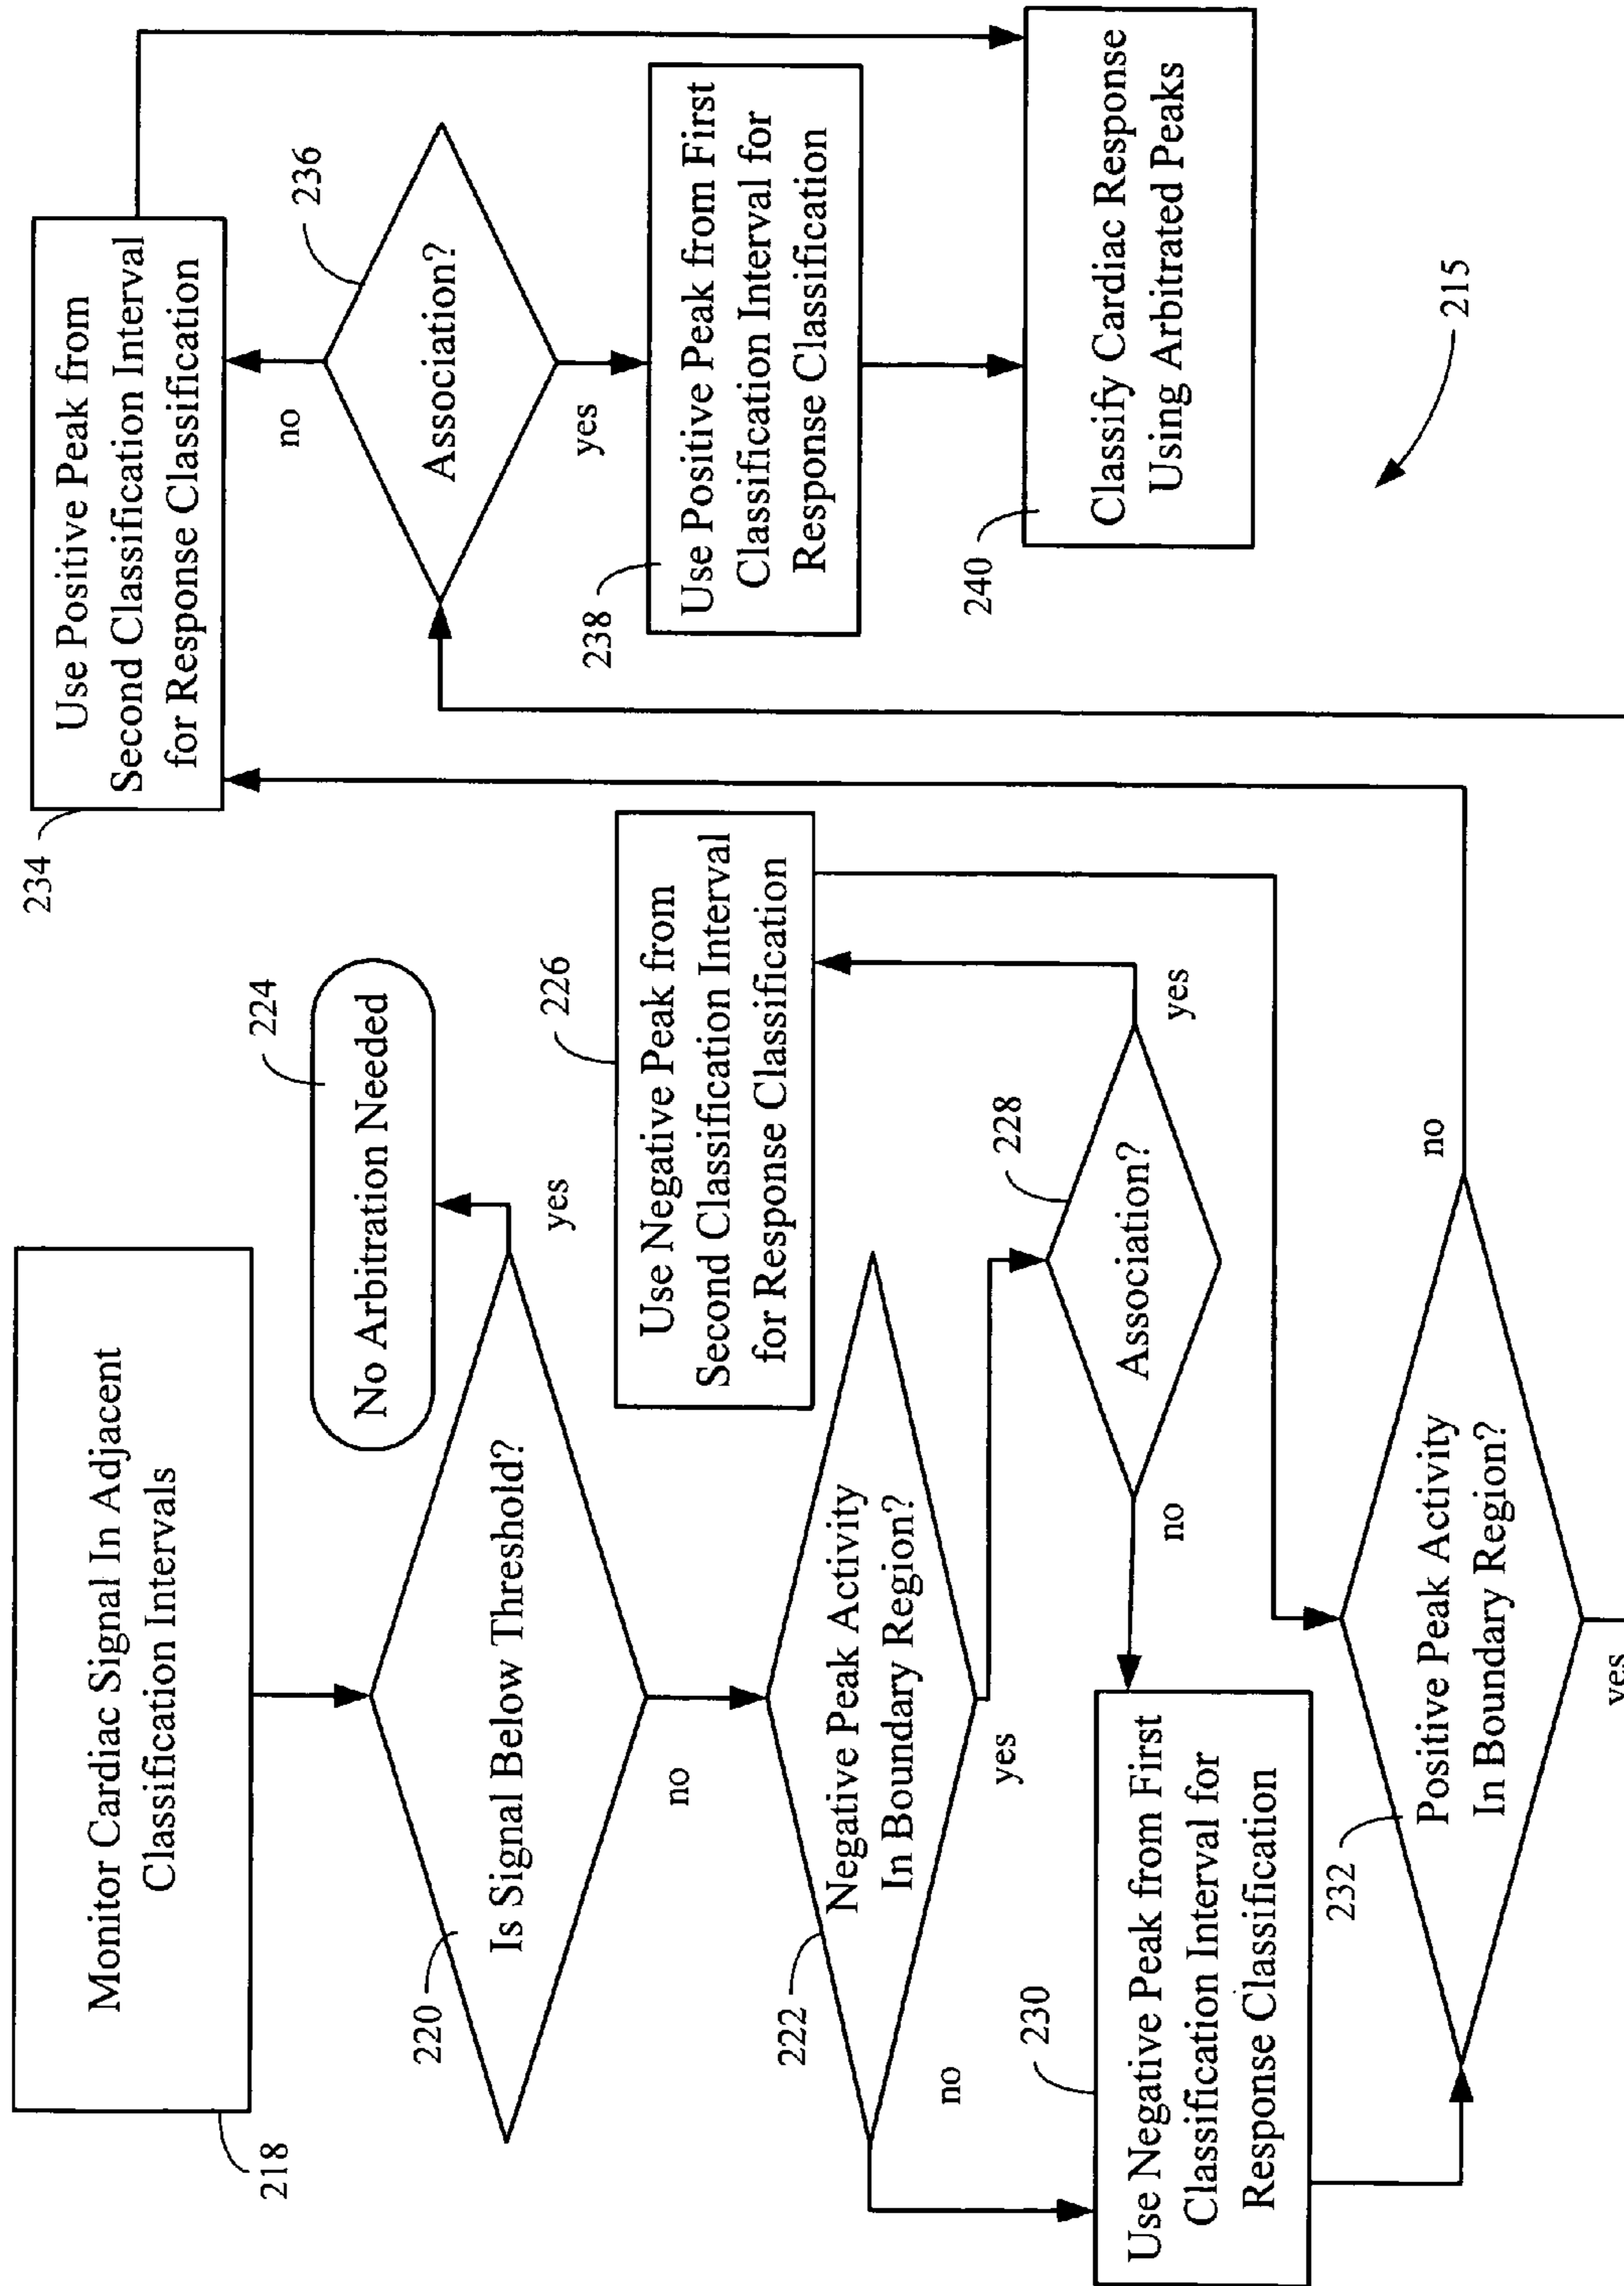 218
Monitor Cardiac Signal In Adjacent
Classification Intervals
220
Is Signal Below Threshold?
yes
no
224
No Arbitration Needed
222
Negative Peak Activity
In Boundary Region?
no
yes
226
Use Negative Peak from
Second Classification Interval
for Response Classification
228
Association?
yes
no
230
Use Negative Peak from First
Classification Interval for
Response Classification
232
Positive Peak Activity
In Boundary Region?
no
yes
234
Use Positive Peak from
Second Classification Interval
for Response Classification
236
Association?
no
yes
238
Use Positive Peak from First
Classification Interval for
Response Classification
240
Classify Cardiac Response
Using Arbitrated Peaks
215